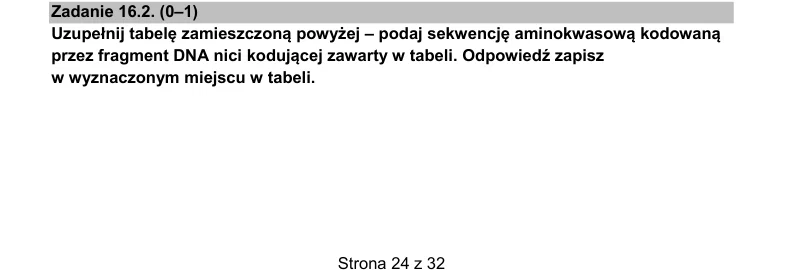 Zadanie 16.2. (0–1)
Uzupełnij tabelę zamieszczoną powyżej – podaj sekwencję aminokwasową kodowaną
przez fragment DNA nici kodującej zawarty w tabeli. Odpowiedź zapisz
w wyznaczonym miejscu w tabeli.
Strona 24 z 32